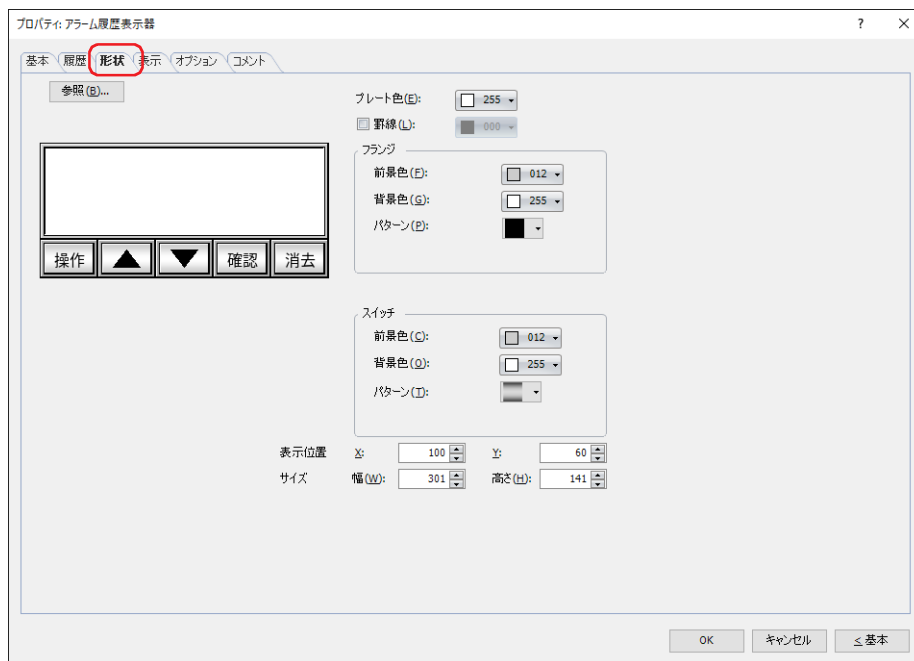 プロパティ: アラーム履歴表示器 ? ×
基本 履歴 形状 表示 オプション コメント
参照(B)...
プレート色(E): 255
罫線(L): 000
フランジ
前景色(F): 012
背景色(G): 255
パターン(P):
操作 ▲ ▼ 確認 消去
スイッチ
前景色(C): 012
背景色(O): 255
パターン(T):
表示位置 X: 100 Y: 60
サイズ 幅(W): 301 高さ(H): 141
OK キャンセル < 基本